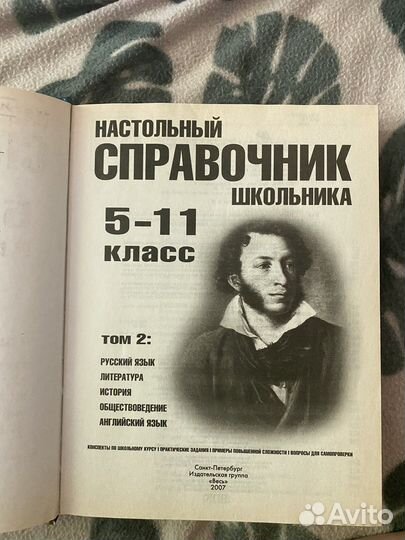 НАСТОЛЬНЫЙ
СПРАВОЧНИК
ШКОЛЬНИКА
5-11
КЛАСС
ТОМ 2:
РУССКИЙ ЯЗЫК
ЛИТЕРАТУРА
ИСТОРИЯ
ОБЩЕСТВОВЕДЕНИЕ
АНГЛИЙСКИЙ ЯЗЫК
КОНСПЕКТЫ ПО ШКОЛЬНОМУ КУРСУ I ПРАКТИЧЕСКИЕ ЗАДАНИЯ I ПРИМЕРЫ ПОВЫШЕННОЙ СЛОЖНОСТИ I ВОПРОСЫ ДЛЯ САМОПРОВЕРКИ
Санкт-Петербург
Издательская группа
«Весь»
2007
Avito